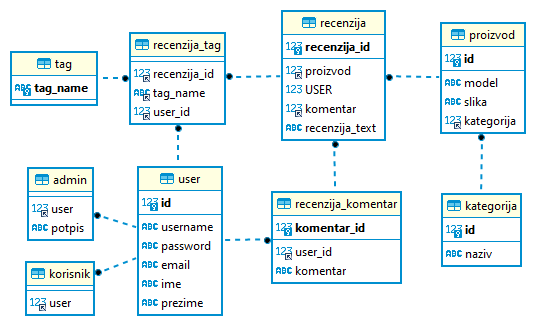 tag
tag_name
recenzija_tag
recenzija_id
tag_name
user_id
recenzija
recenzija_id
proizvod
USER
komentar
recenzija_text
proizvod
id
model
slika
kategorija
admin
user
potpis
korisnik
user
user
id
username
password
email
ime
prezime
recenzija_komentar
komentar_id
user_id
komentar
kategorija
id
naziv